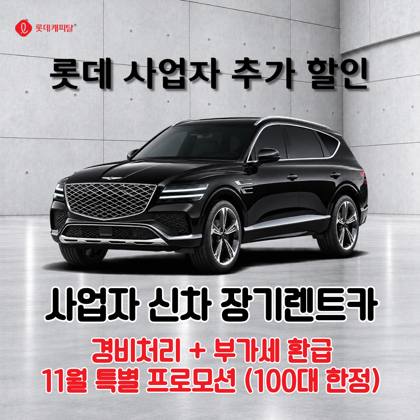 롯데캐피탈
롯데 사업자 추가 할인
사업자 신차 장기렌트카
경비처리 + 부가세 환급
11월 특별 프로모션 (100대 한정)